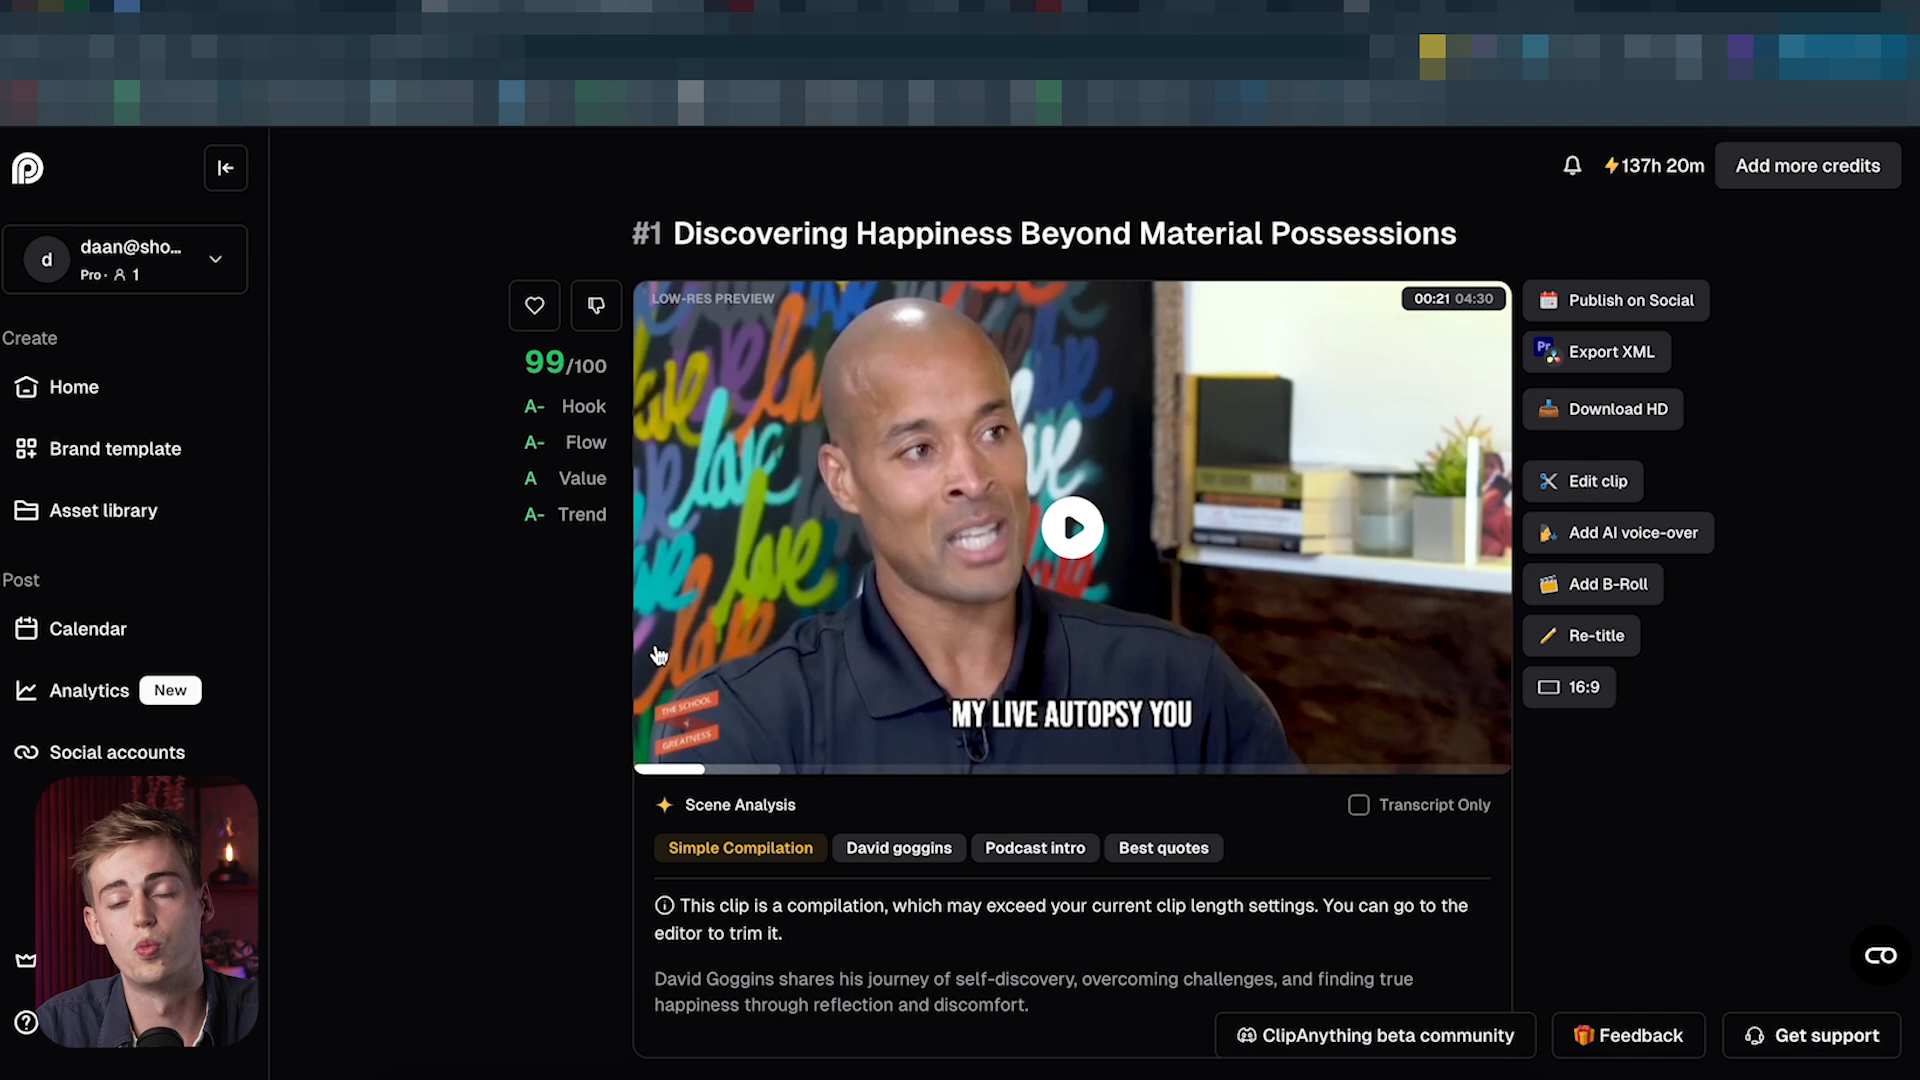 137h 20m
Add more credits
d
daan@sho...
Pro · 1
Create
Home
Brand template
Asset library
Post
Calendar
Analytics
New
Social accounts
#1 Discovering Happiness Beyond Material Possessions
99/100
A- Hook
A- Flow
A Value
A- Trend
LOW-RES PREVIEW
00:21 04:30
love
MY LIVE AUTOPSY YOU
THE SCHOOL
GREATNESS
Publish on Social
Pr
Export XML
Download HD
Edit clip
Add AI voice-over
Add B-Roll
Re-title
16:9
Scene Analysis
Transcript Only
Simple Compilation
David goggins
Podcast intro
Best quotes
This clip is a compilation, which may exceed your current clip length settings. You can go to the
editor to trim it.
David Goggins shares his journey of self-discovery, overcoming challenges, and finding true
happiness through reflection and discomfort.
ClipAnything beta community
Feedback
Get support